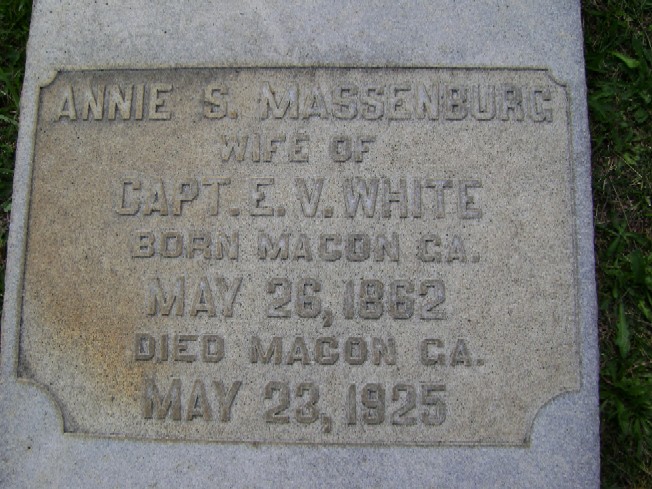 ANNIE S. MASSENBURG
WIFE OF
CAPT. E. V. WHITE
BORN MACON GA.
MAY 26, 1862
DIED MACON GA.
MAY 23, 1925